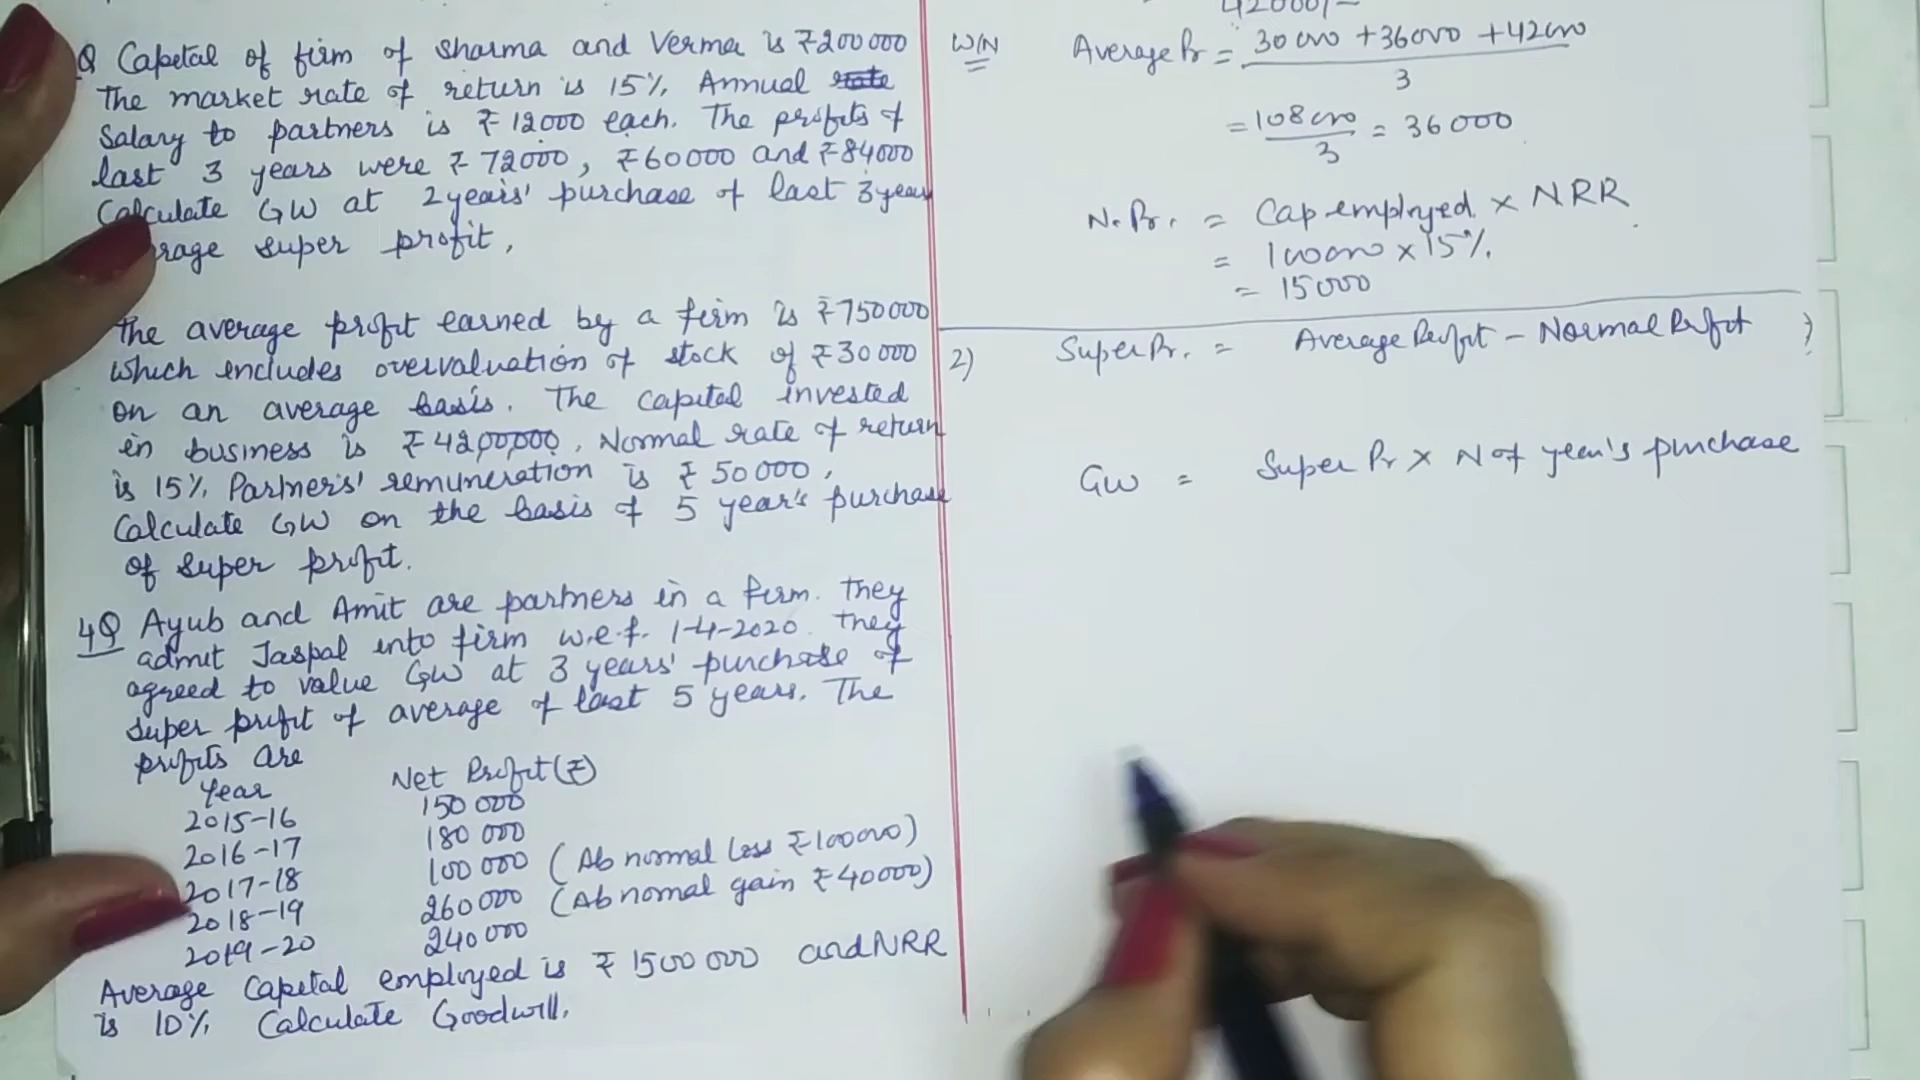 Q Capetal of firm of Sharma and Verma is ₹200000
The market rate of return is 15%. Annual
Salary to partners is ₹12000 each. The profits of
last 3 years were ₹72000, ₹60000 and ₹84000
Calculate GW at 2 years' purchase of last 3 year
rage super profit,
The average profit earned by a firm is ₹750000
which includes overvaluation of stock of ₹30000
on an average basis. The capital invested
in business is ₹4200,000, Normal rate of return
is 15%. Partners' remuneration is ₹50000,
Calculate GW on the basis of 5 year's purchase
of super profit.
4Q Ayub and Amit are partners in a firm. They
admit Jaspal into firm w.e.f. 1-4-2020. They
agreed to value GW at 3 years' purchase of
super profit of average of last 5 years. The
profits are
Year Net Profit (₹)
2015-16 150000
2016-17 180000
2017-18 100000 (Abnormal loss ₹100000)
2018-19 260000 (Abnomal gain ₹40000)
2019-20 240000
Average Capital employed is ₹1500000 and NRR
is 10%. Calculate Goodwill.
42000/-
W/N Average Pr = 30000 + 36000 + 42000
3
= 108000 = 36000
3
N. Pr. = Cap employed × NRR
= 100000 × 15%.
= 15000
2) Super Pr. = Average Profit - Normal Profit
GW = Super Pr × N of year's purchase